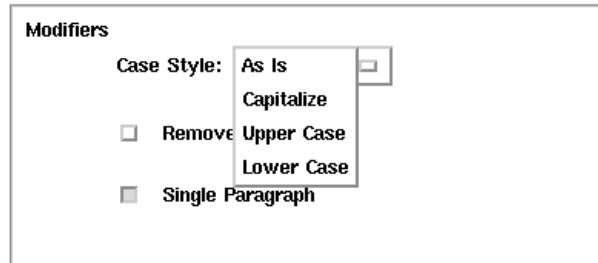 Modifiers
Case Style: As Is
Capitalize
Remove Upper Case
Lower Case
Single Paragraph